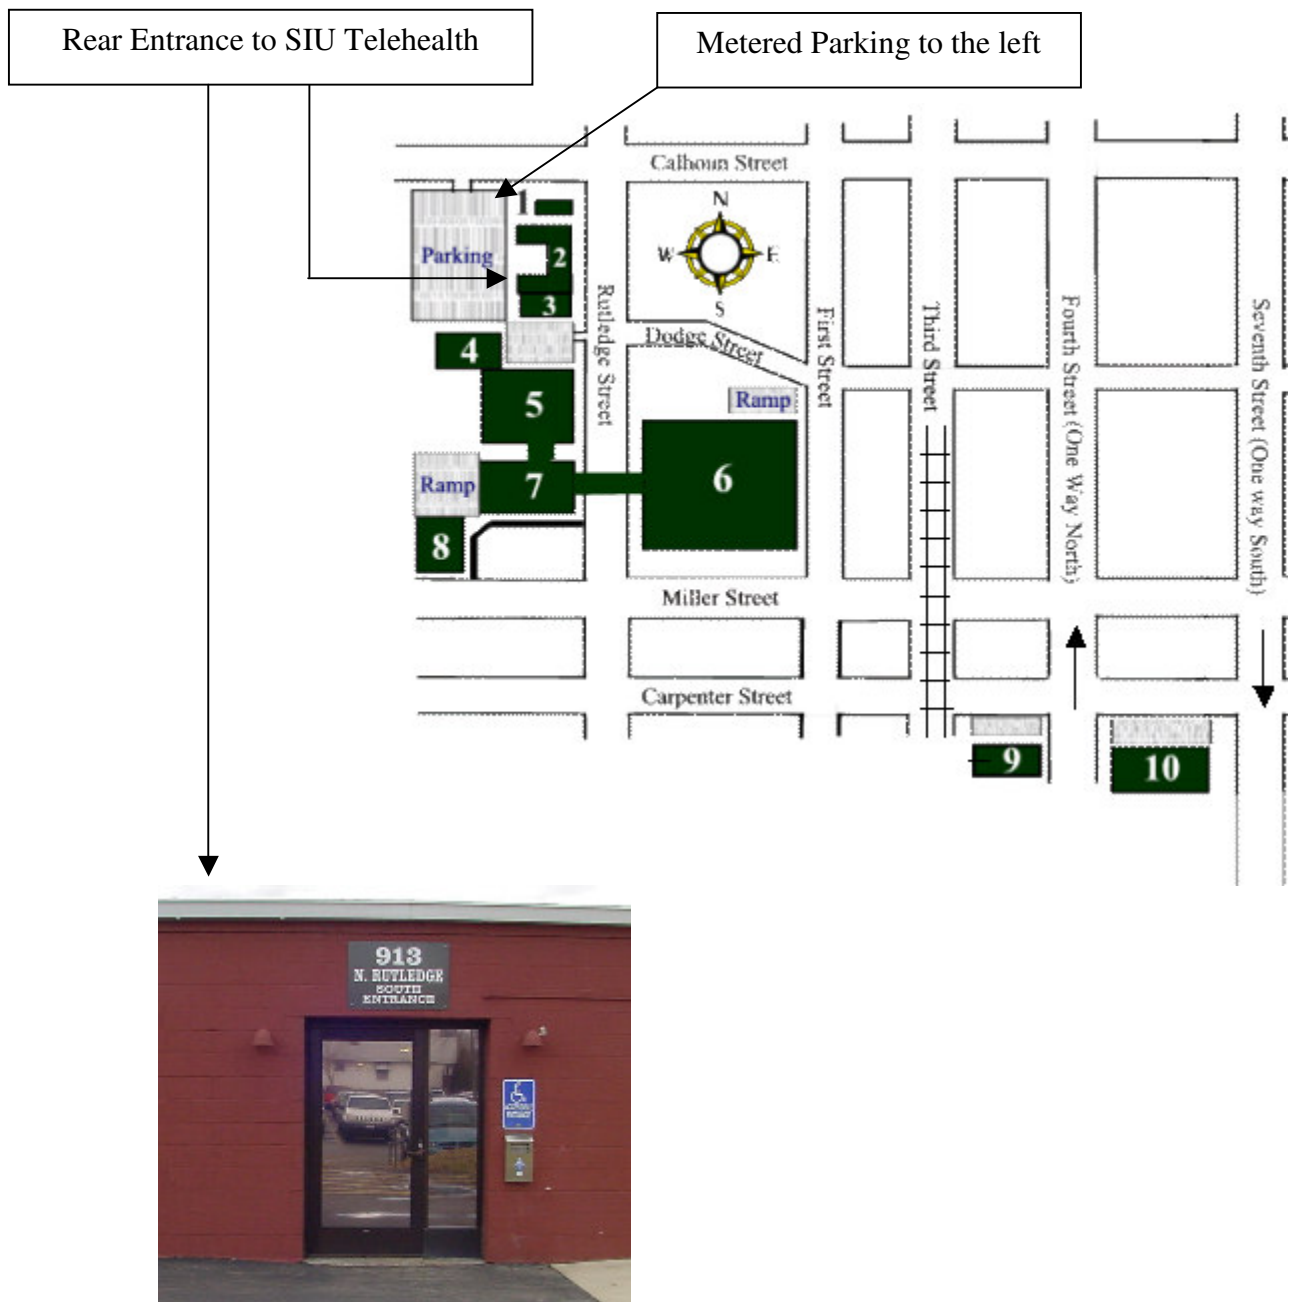 Rear Entrance to SIU Telehealth
Metered Parking to the left
Calhoun Street
1
N
Parking
2
W
E
3
S
Rutledge Street
Dodge Street
First Street
Third Street
Fourth Street (One Way North)
Seventh Street (One way South)
4
5
Ramp
Ramp
7
6
8
Miller Street
Carpenter Street
9
10
913
N. RUTLEDGE
SOUTH
ENTRANCE